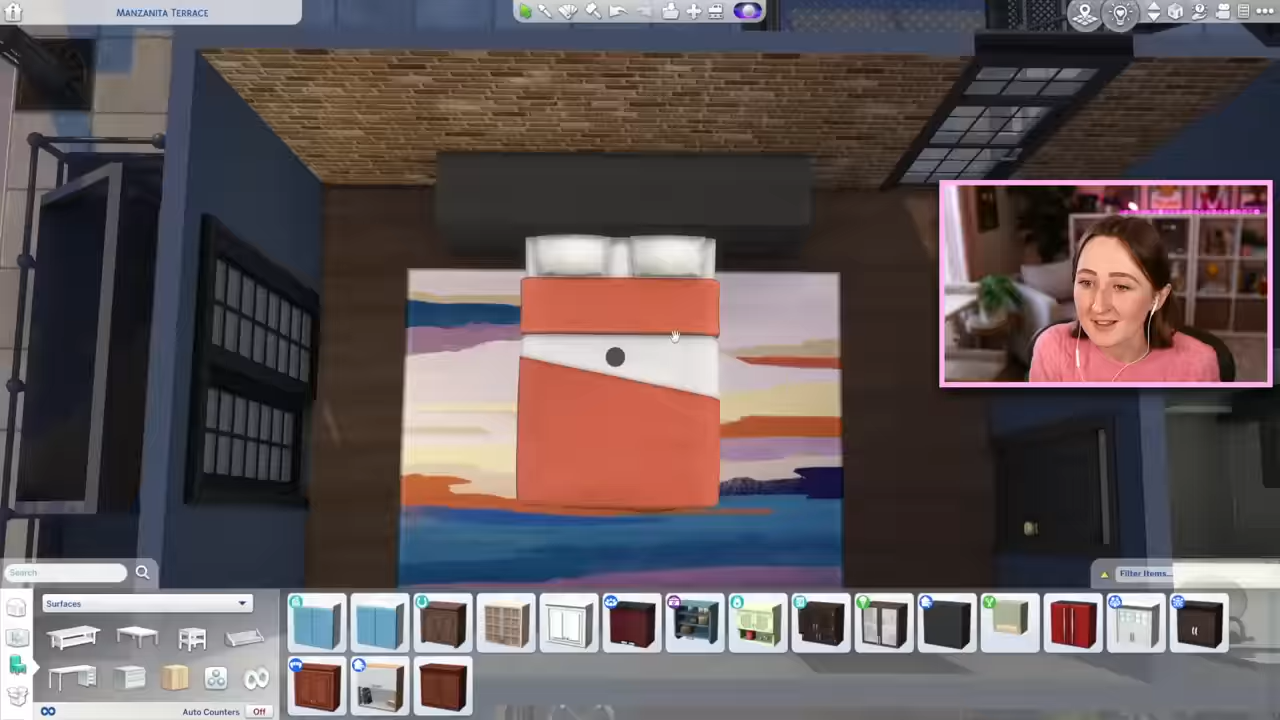 MANZANITA TERRACE
Search
Filter Items...
Surfaces
Auto Counters
Off